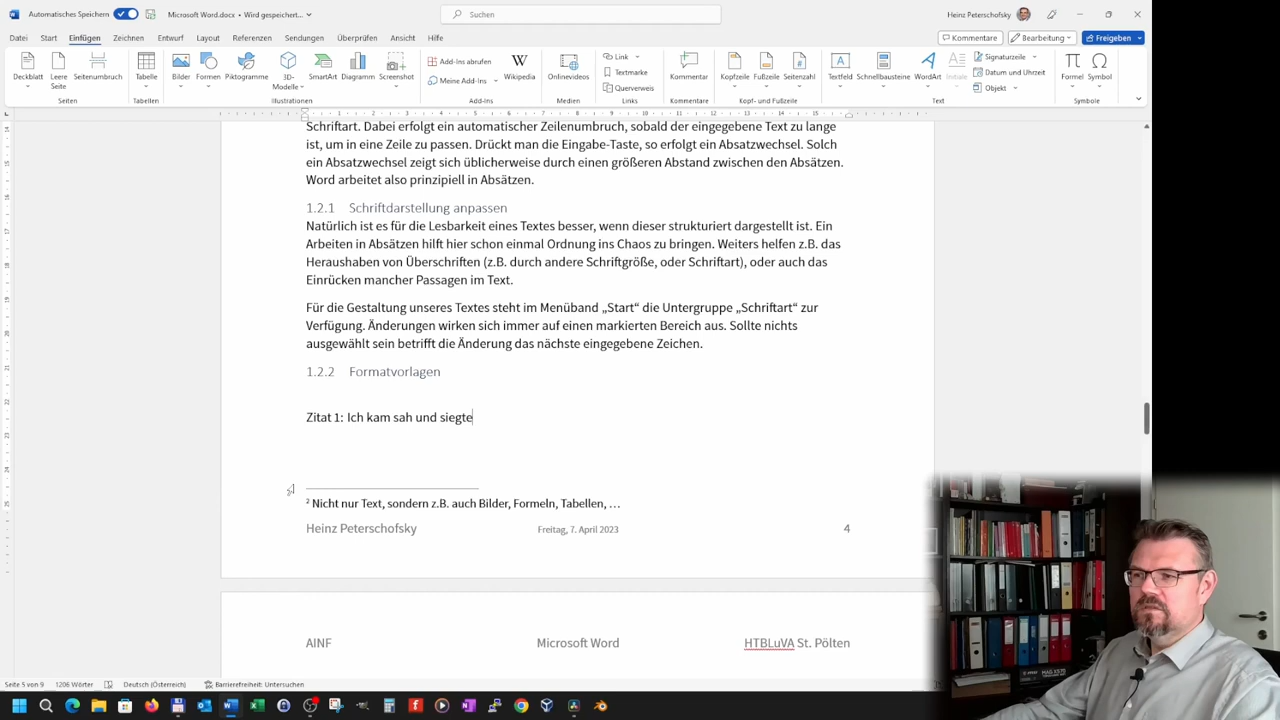 Automatisches Speichern
Microsoft Word.docx • Wird gespeichert...
Suchen
Heinz Peterschofsky
Datei Start Einfügen Zeichnen Entwurf Layout Referenzen Sendungen Überprüfen Ansicht Hilfe
Kommentare Bearbeitung Freigeben
Deckblatt Leere Seite Seitenumbruch Tabelle Bilder Formen Piktogramme 3D-Modelle SmartArt Diagramm Screenshot Add-Ins abrufen Meine Add-Ins Wikipedia Onlinevideos Link Textmarke Querverweis Kommentar Kopfzeile Fußzeile Seitenzahl Textfeld Schnellbausteine WordArt Initiale Signaturzeile Datum und Uhrzeit Objekt Formel Symbol
Seiten Tabellen Illustrationen Add-Ins Medien Links Kommentare Kopf- und Fußzeile Text Symbole
Schriftart. Dabei erfolgt ein automatischer Zeilenumbruch, sobald der eingegebene Text zu lange
ist, um in eine Zeile zu passen. Drückt man die Eingabe-Taste, so erfolgt ein Absatzwechsel. Solch
ein Absatzwechsel zeigt sich üblicherweise durch einen größeren Abstand zwischen den Absätzen.
Word arbeitet also prinzipiell in Absätzen.
1.2.1 Schriftdarstellung anpassen
Natürlich ist es für die Lesbarkeit eines Textes besser, wenn dieser strukturiert dargestellt ist. Ein
Arbeiten in Absätzen hilft hier schon einmal Ordnung ins Chaos zu bringen. Weiters helfen z.B. das
Heraushaben von Überschriften (z.B. durch andere Schriftgröße, oder Schriftart), oder auch das
Einrücken mancher Passagen im Text.
Für die Gestaltung unseres Textes steht im Menüband „Start“ die Untergruppe „Schriftart“ zur
Verfügung. Änderungen wirken sich immer auf einen markierten Bereich aus. Sollte nichts
ausgewählt sein betrifft die Änderung das nächste eingegebene Zeichen.
1.2.2 Formatvorlagen
Zitat 1: Ich kam sah und siegte
2 Nicht nur Text, sondern z.B. auch Bilder, Formeln, Tabellen, …
Heinz Peterschofsky Freitag, 7. April 2023 4
AINF Microsoft Word HTBLuVA St. Pölten
Seite 5 von 9 1206 Wörter Deutsch (Österreich) Barrierefreiheit: Untersuchen